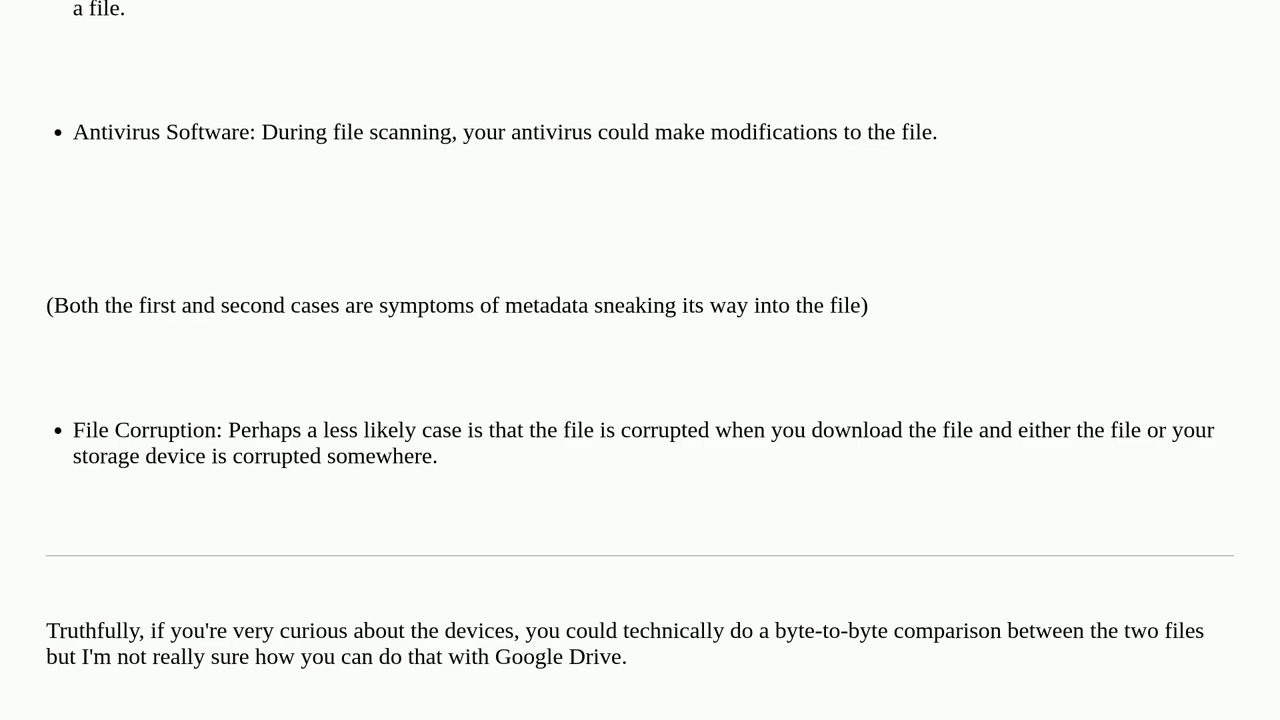 a file.
• Antivirus Software: During file scanning, your antivirus could make modifications to the file.
(Both the first and second cases are symptoms of metadata sneaking its way into the file)
• File Corruption: Perhaps a less likely case is that the file is corrupted when you download the file and either the file or your
storage device is corrupted somewhere.
Truthfully, if you're very curious about the devices, you could technically do a byte-to-byte comparison between the two files
but I'm not really sure how you can do that with Google Drive.